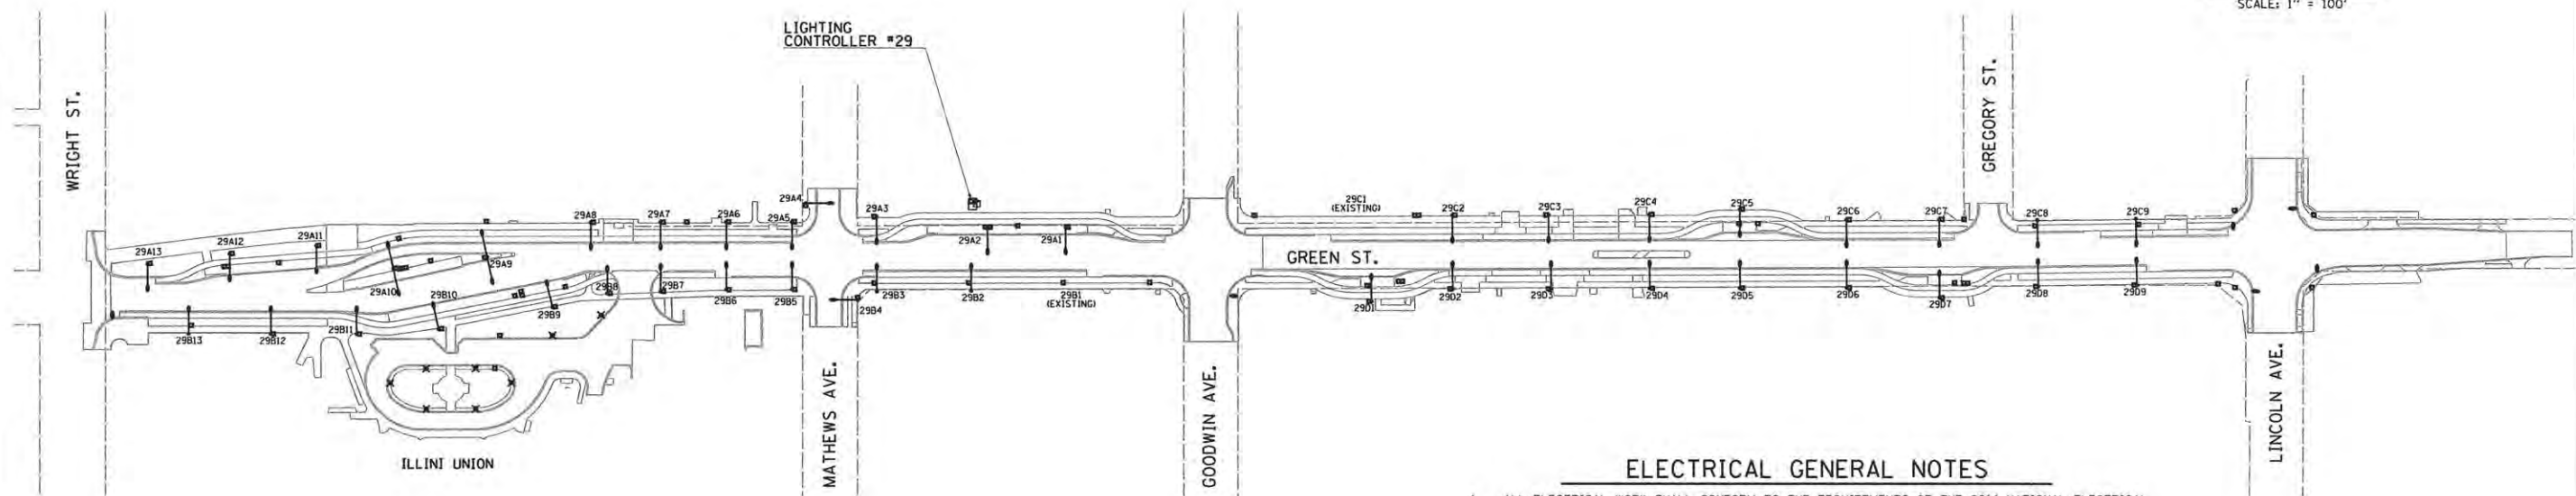 SCALE: 1" = 100'
LIGHTING
CONTROLLER #29
WRIGHT ST.
GREGORY ST.
29A13
29A12
29A11
29A10
29A9
29A8
29A7
29A6
29A5
29A4
29A3
29A2
29A1
29C1
(EXISTING)
29C2
29C3
29C4
29C5
29C6
29C7
29C8
29C9
GREEN ST.
29B13
29B12
29B11
29B10
29B9
29B8
29B7
29B6
29B5
29B4
29B3
29B2
29B1
(EXISTING)
29D1
29D2
29D3
29D4
29D5
29D6
29D7
29D8
29D9
MATHEWS AVE.
GOODWIN AVE.
LINCOLN AVE.
ILLINI UNION
ELECTRICAL GENERAL NOTES